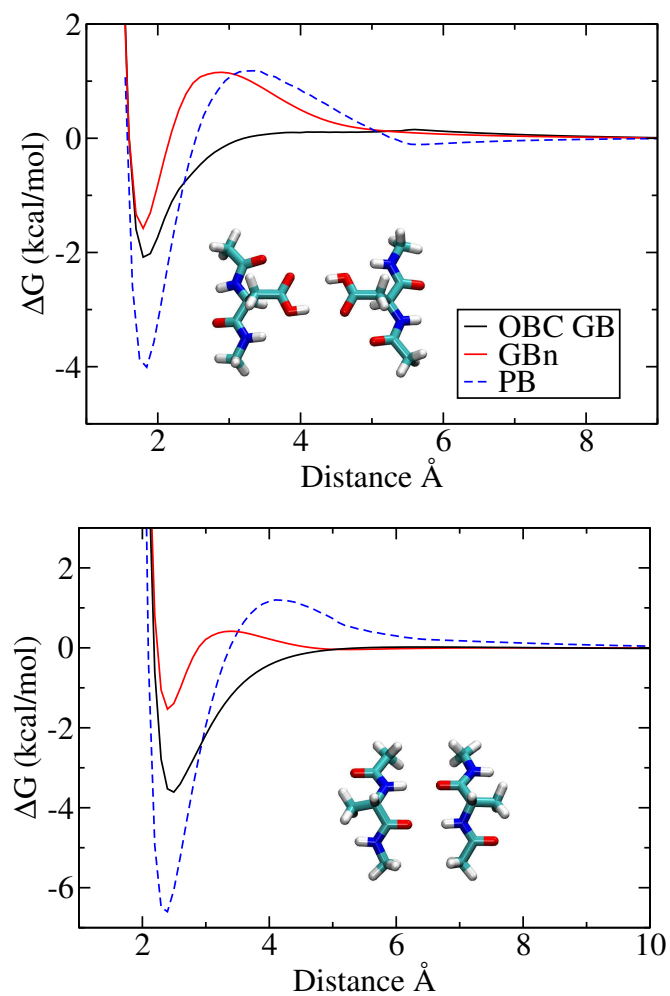 2
0
-2
-4
ΔG (kcal/mol)
OBC GB
GBn
PB
2 4 6 8
Distance Å
2
0
-2
-4
-6
ΔG (kcal/mol)
2 4 6 8 10
Distance Å